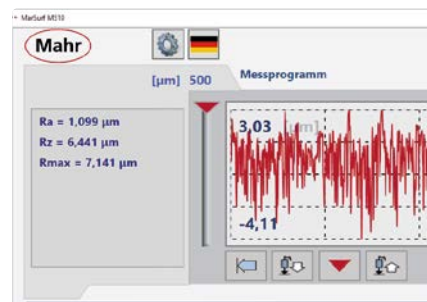 MarSurf MS10
Mahr
[µm] 500
Messprogramm
Ra = 1,099 µm
Rz = 6,441 µm
Rmax = 7,141 µm
3,03 [µm]
-4,11